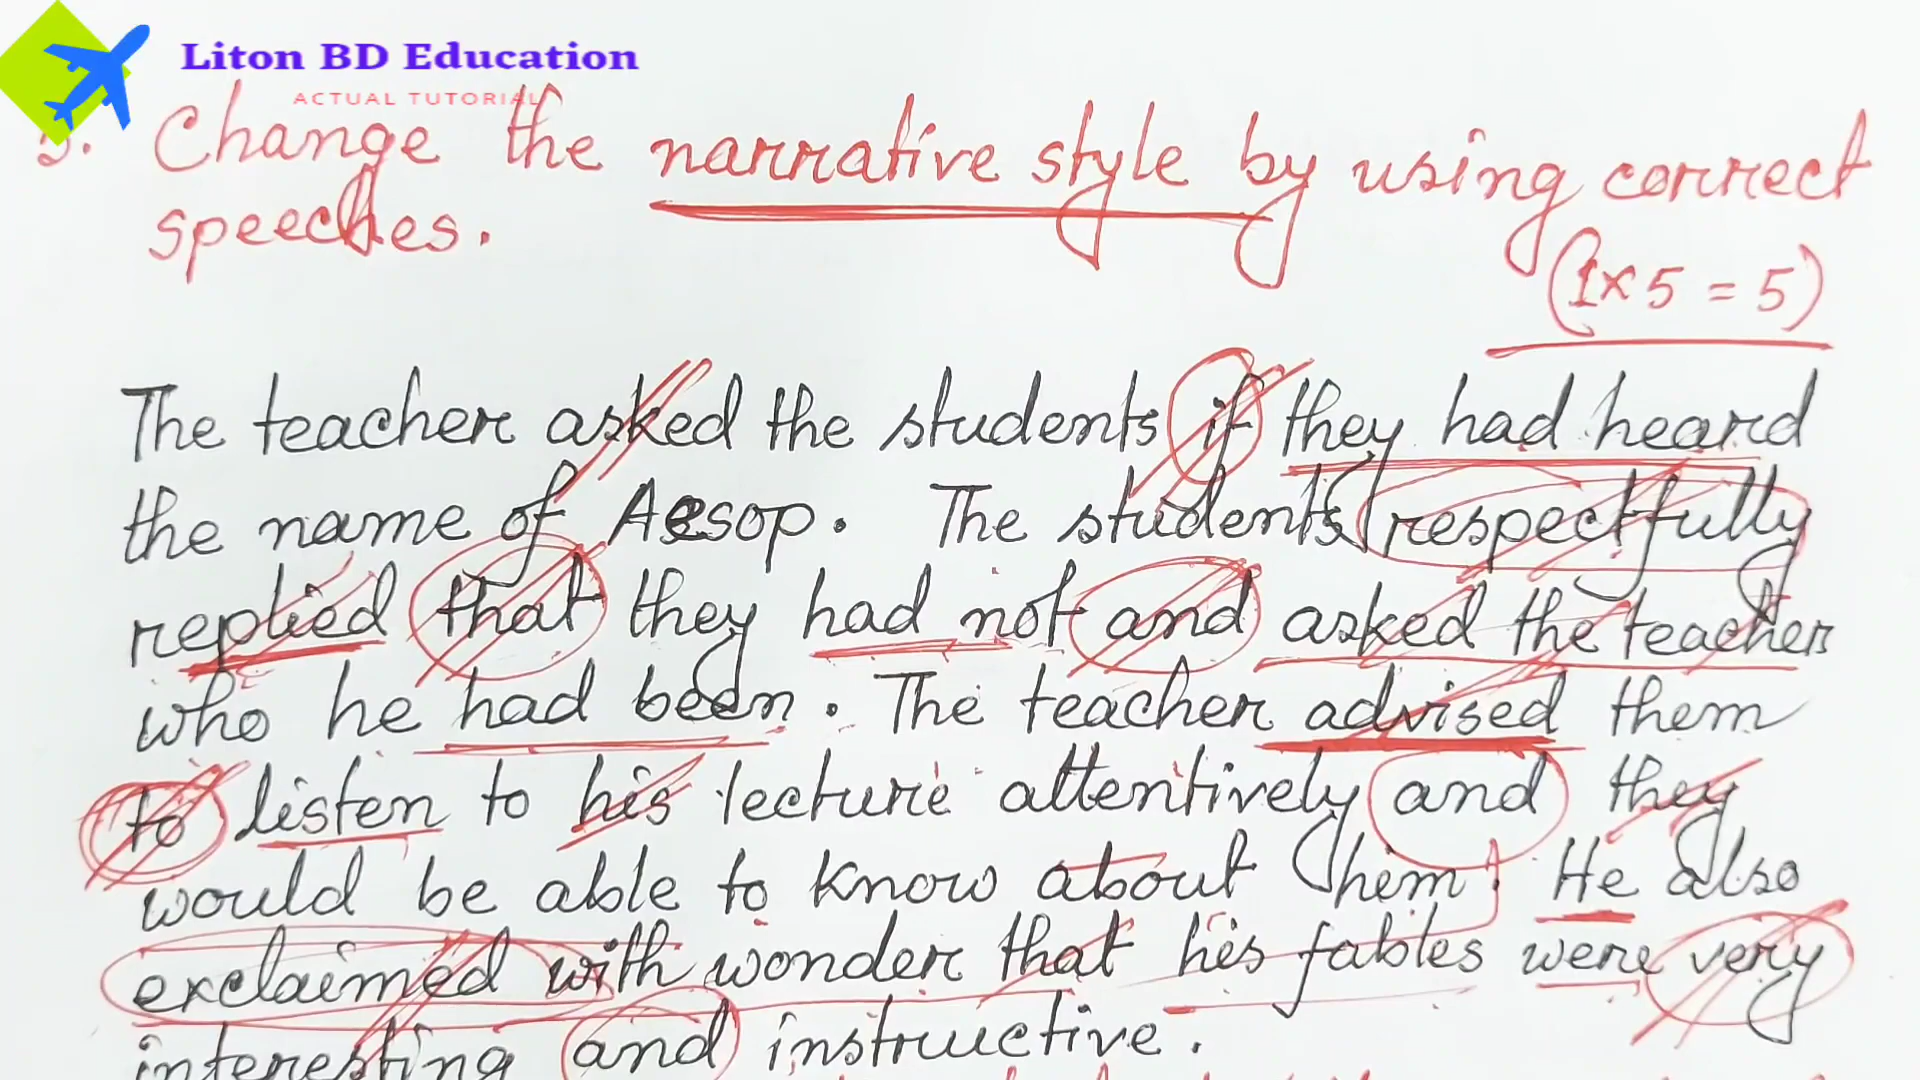 Liton BD Education
ACTUAL TUTORIAL
Change the narrative style by using correct
speeches.
(1x5 = 5)
The teacher asked the students if they had heard
the name of Aesop. The students respectfully
replied that they had not and asked the teacher
who he had been. The teacher advised them
to listen to his lecture attentively and they
would be able to know about him. He also
exclaimed with wonder that his fables were very
interesting and instructive.